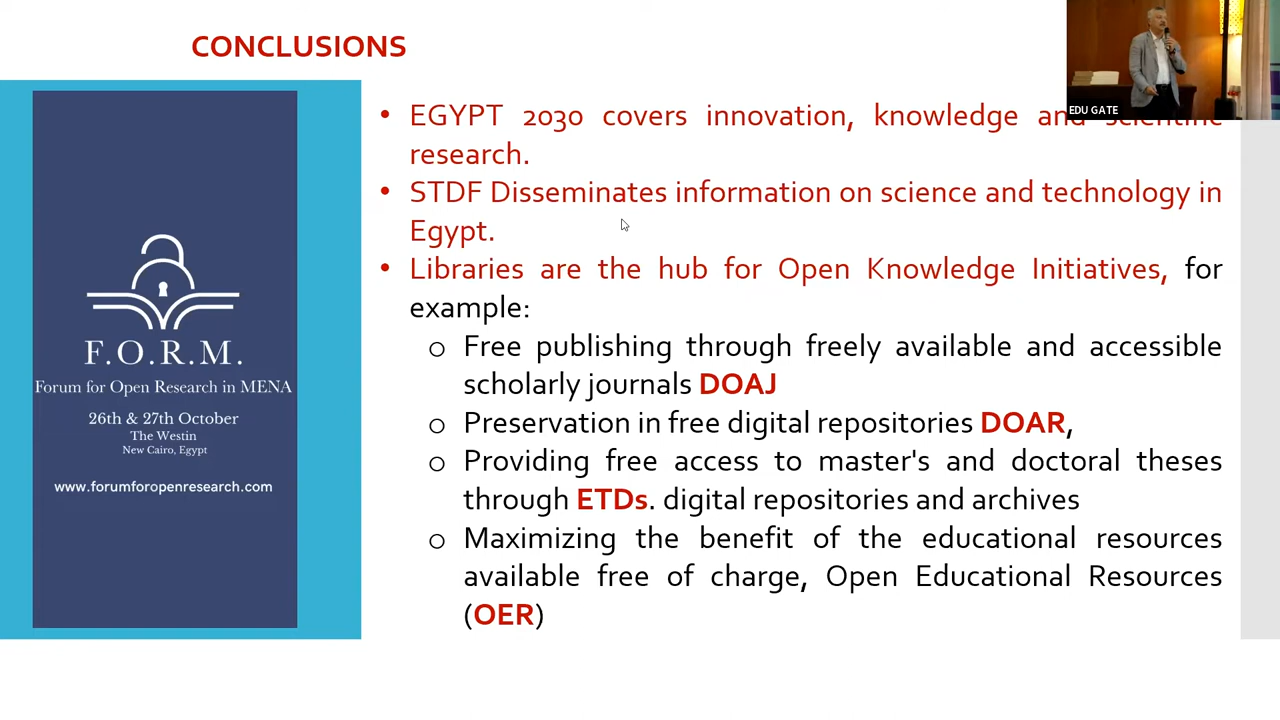 CONCLUSIONS
EDU GATE
• EGYPT 2030 covers innovation, knowledge and scientific
research.
• STDF Disseminates information on science and technology in
Egypt.
• Libraries are the hub for Open Knowledge Initiatives, for
example:
o Free publishing through freely available and accessible
scholarly journals DOAJ
o Preservation in free digital repositories DOAR,
o Providing free access to master's and doctoral theses
through ETDs. digital repositories and archives
o Maximizing the benefit of the educational resources
available free of charge, Open Educational Resources
(OER)
F.O.R.M.
Forum for Open Research in MENA
26th & 27th October
The Westin
New Cairo, Egypt
www.forumforopenresearch.com